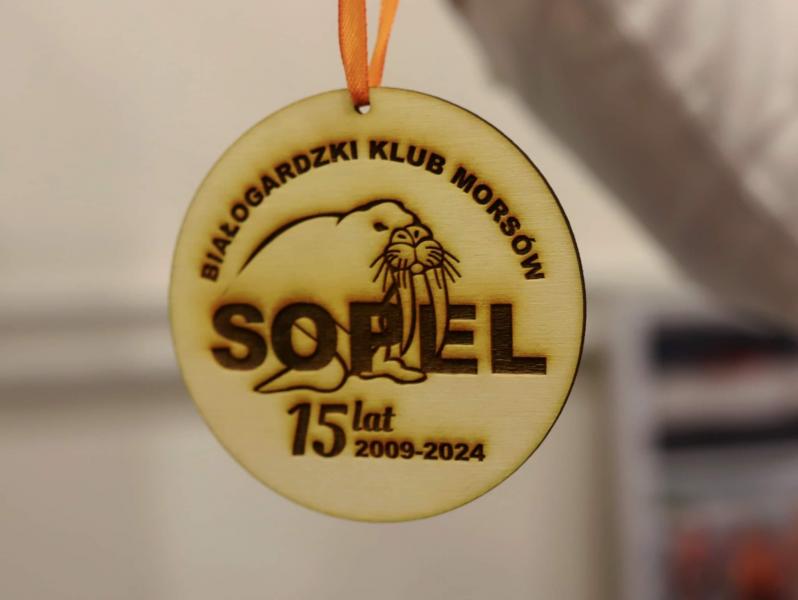 BIAŁOGARDZKI KLUB MORSÓW
SOPEL
15 lat
2009-2024